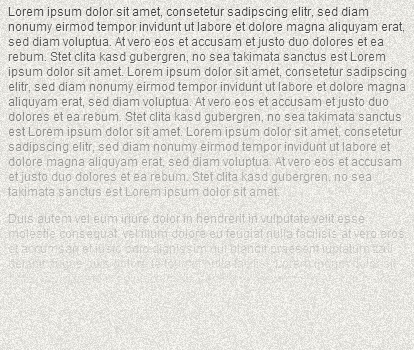 Lorem ipsum dolor sit amet, consetetur sadipscing elitr, sed diam
nonumy eirmod tempor invidunt ut labore et dolore magna aliquyam erat,
sed diam voluptua. At vero eos et accusam et justo duo dolores et ea
rebum. Stet clita kasd gubergren, no sea takimata sanctus est Lorem
ipsum dolor sit amet. Lorem ipsum dolor sit amet, consetetur sadipscing
elitr, sed diam nonumy eirmod tempor invidunt ut labore et dolore magna
aliquyam erat, sed diam voluptua. At vero eos et accusam et justo duo
dolores et ea rebum. Stet clita kasd gubergren, no sea takimata sanctus
est Lorem ipsum dolor sit amet. Lorem ipsum dolor sit amet, consetetur
sadipscing elitr, sed diam nonumy eirmod tempor invidunt ut labore et
dolore magna aliquyam erat, sed diam voluptua. At vero eos et accusam
et justo duo dolores et ea rebum. Stet clita kasd gubergren, no sea
takimata sanctus est Lorem ipsum dolor sit amet.
Duis autem vel eum iriure dolor in hendrerit in vulputate velit esse
molestie consequat, vel illum dolore eu feugiat nulla facilisis at vero eros
et accumsan et iusto odio dignissim qui blandit praesent luptatum zzril